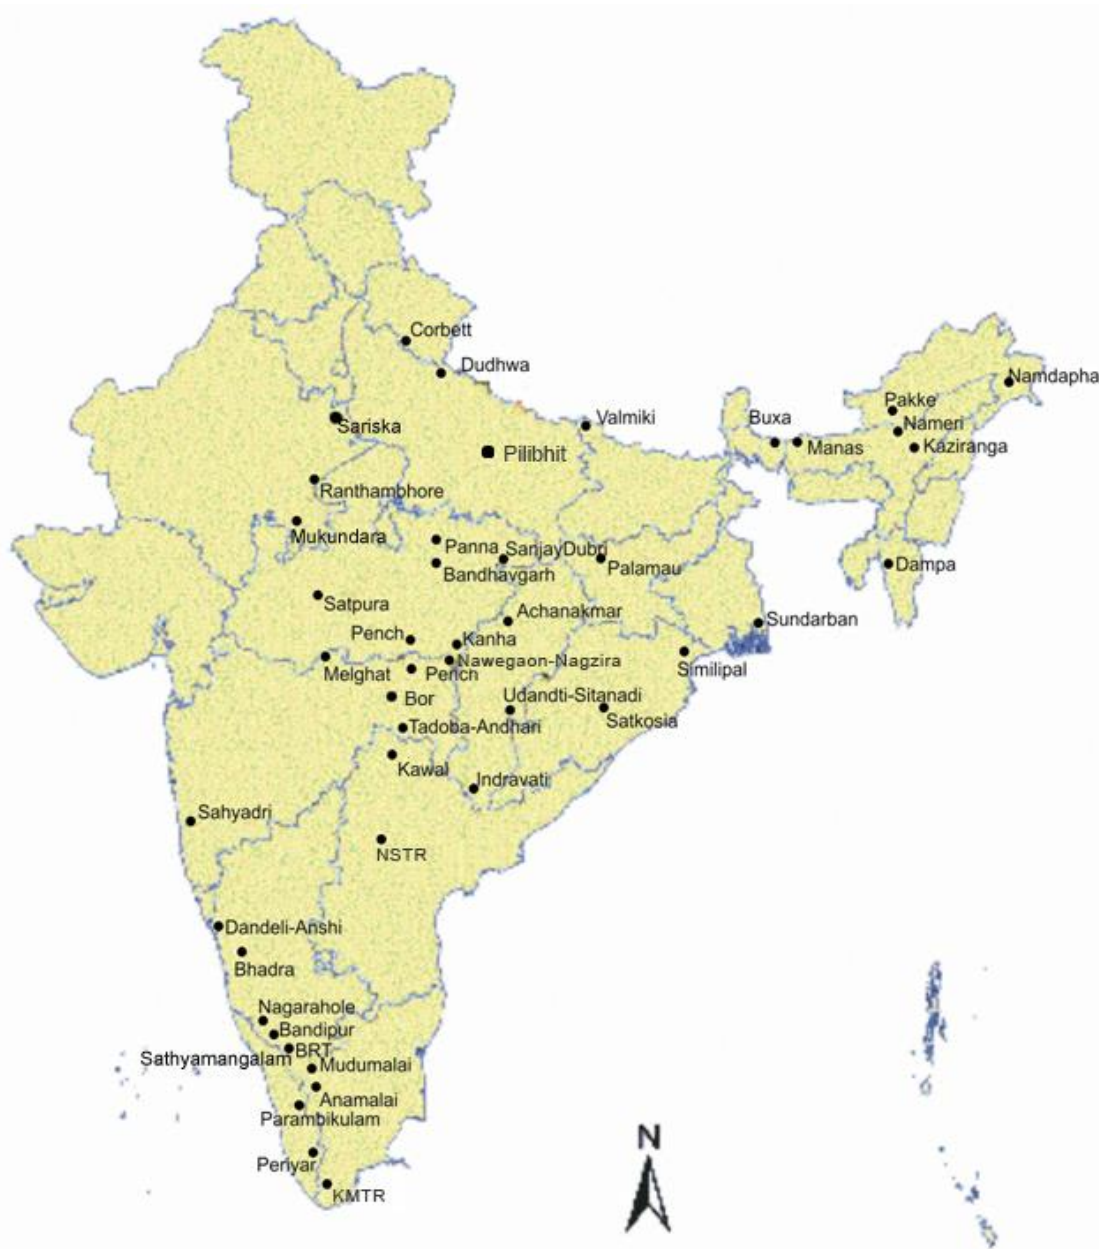 Corbett
Dudhwa
Namdapha
Pakke
Buxa
Valmiki
Nameri
Sariska
Kaziranga
Manas
Pilibhit
Ranthambhore
Mukundara
Panna
SanjayDubri
Palamau
Dampa
Bandhavgarh
Satpura
Achanakmar
Sundarban
Pench
Kanha
Nawegaon-Nagzira
Similipal
Melghat
Pench
Bor
Udandti-Sitanadi
Satkosia
Tadoba-Andhari
Kawal
Indravati
Sahyadri
NSTR
Dandeli-Anshi
Bhadra
Nagarahole
Bandipur
BRT
Sathyamangalam
Mudumalai
Anamalai
Parambikulam
N
Periyar
KMTR